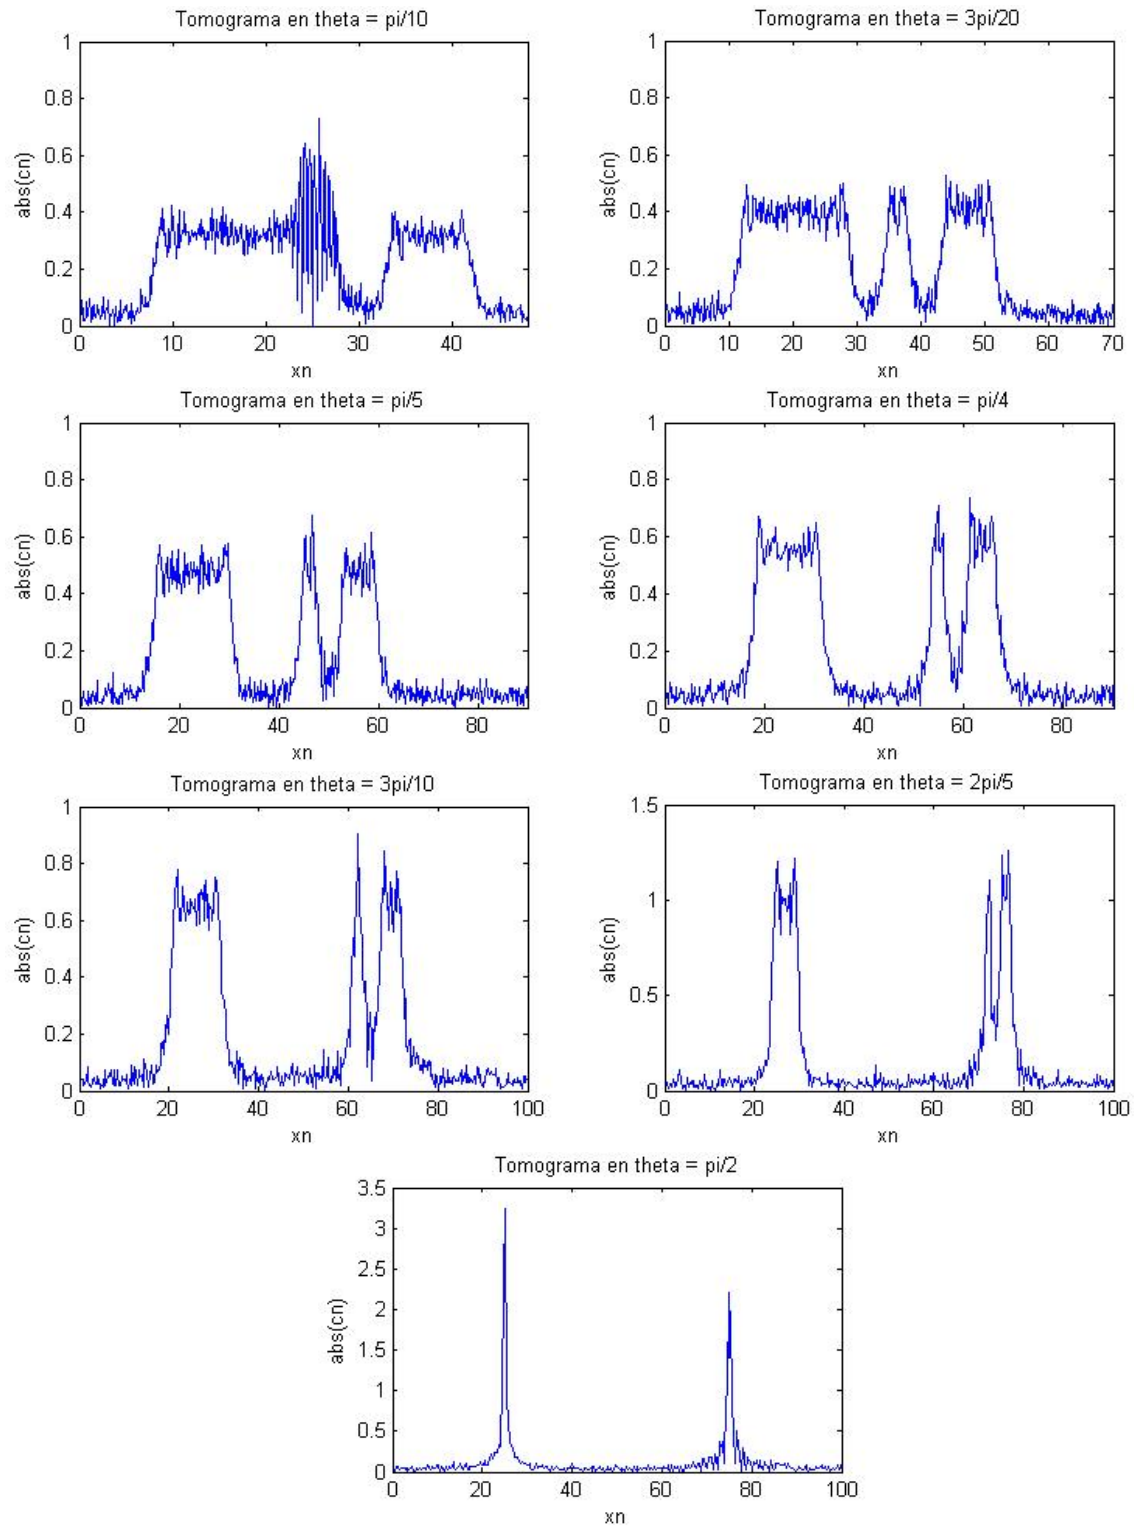 Tomograma en theta = pi/10
1
0.8
0.6
0.4
0.2
0
abs(cn)
0 10 20 30 40
xn
Tomograma en theta = 3pi/20
1
0.8
0.6
0.4
0.2
0
abs(cn)
0 10 20 30 40 50 60 70
xn
Tomograma en theta = pi/5
1
0.8
0.6
0.4
0.2
0
abs(cn)
0 20 40 60 80
xn
Tomograma en theta = pi/4
1
0.8
0.6
0.4
0.2
0
abs(cn)
0 20 40 60 80
xn
Tomograma en theta = 3pi/10
1
0.8
0.6
0.4
0.2
0
abs(cn)
0 20 40 60 80 100
xn
Tomograma en theta = 2pi/5
1.5
1
0.5
0
abs(cn)
0 20 40 60 80 100
xn
Tomograma en theta = pi/2
3.5
3
2.5
2
1.5
1
0.5
0
abs(cn)
0 20 40 60 80 100
xn